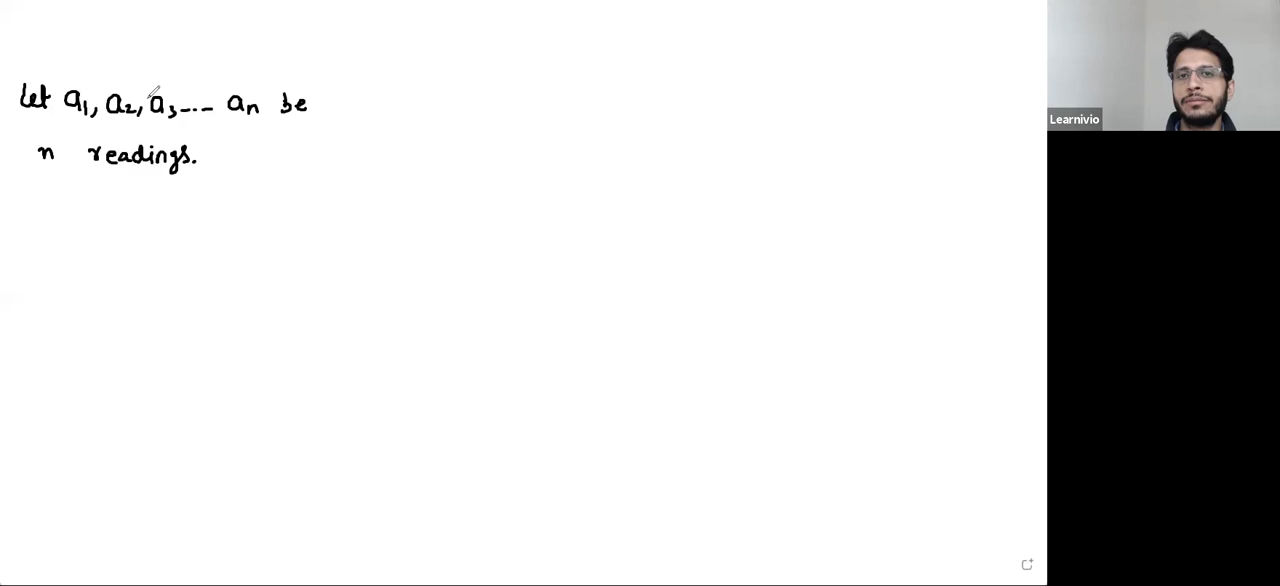 Let a₁, a₂, a₃ --.- aₙ be
n readings.
Learnivio